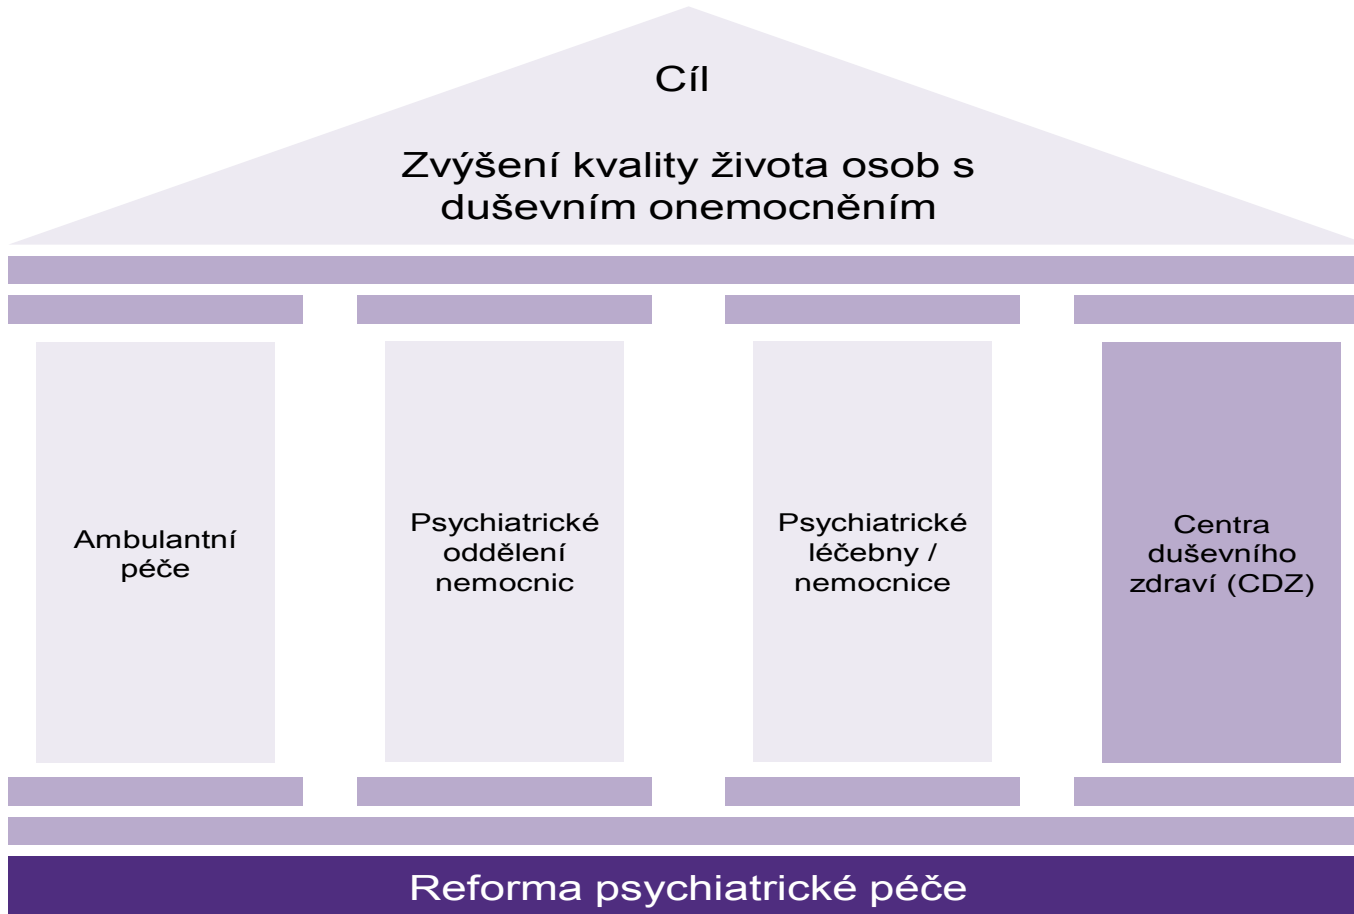 Cíl
Zvýšení kvality života osob s
duševním onemocněním
Ambulantní
péče
Psychiatrické
oddělení
nemocnic
Psychiatrické
léčebny /
nemocnice
Centra
duševního
zdraví (CDZ)
Reforma psychiatrické péče